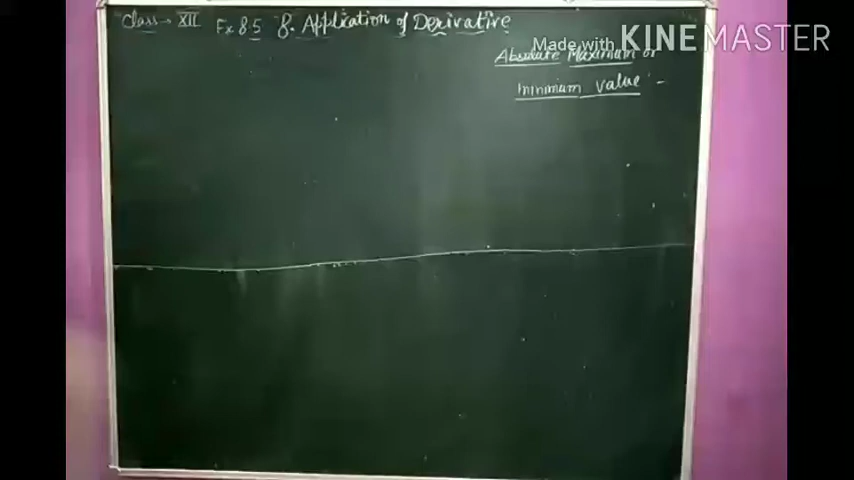 Class → XII Ex 8.5 8. Application of Derivative
Made with KINEMASTER
Absolute Maximum or
minimum value -